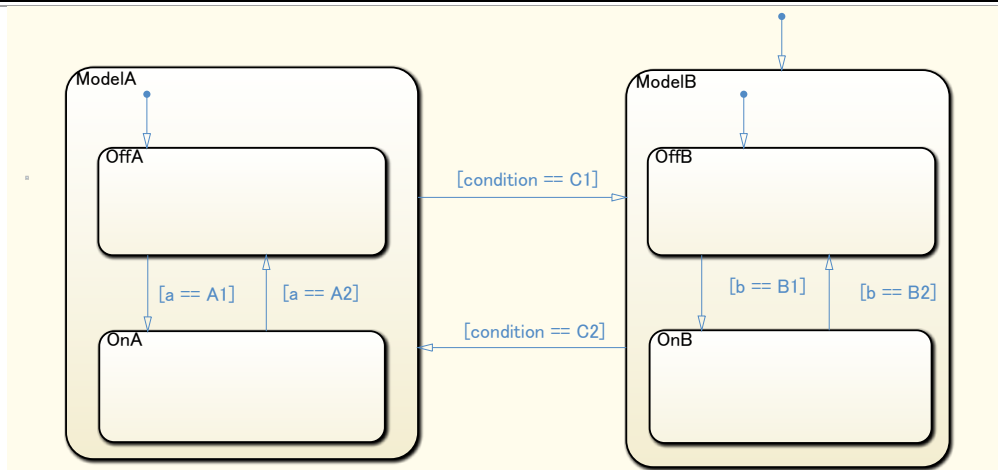 ModelA
ModelB
OffA
OffB
[condition == C1]
[a == A1]
[a == A2]
[b == B1]
[b == B2]
[condition == C2]
OnA
OnB